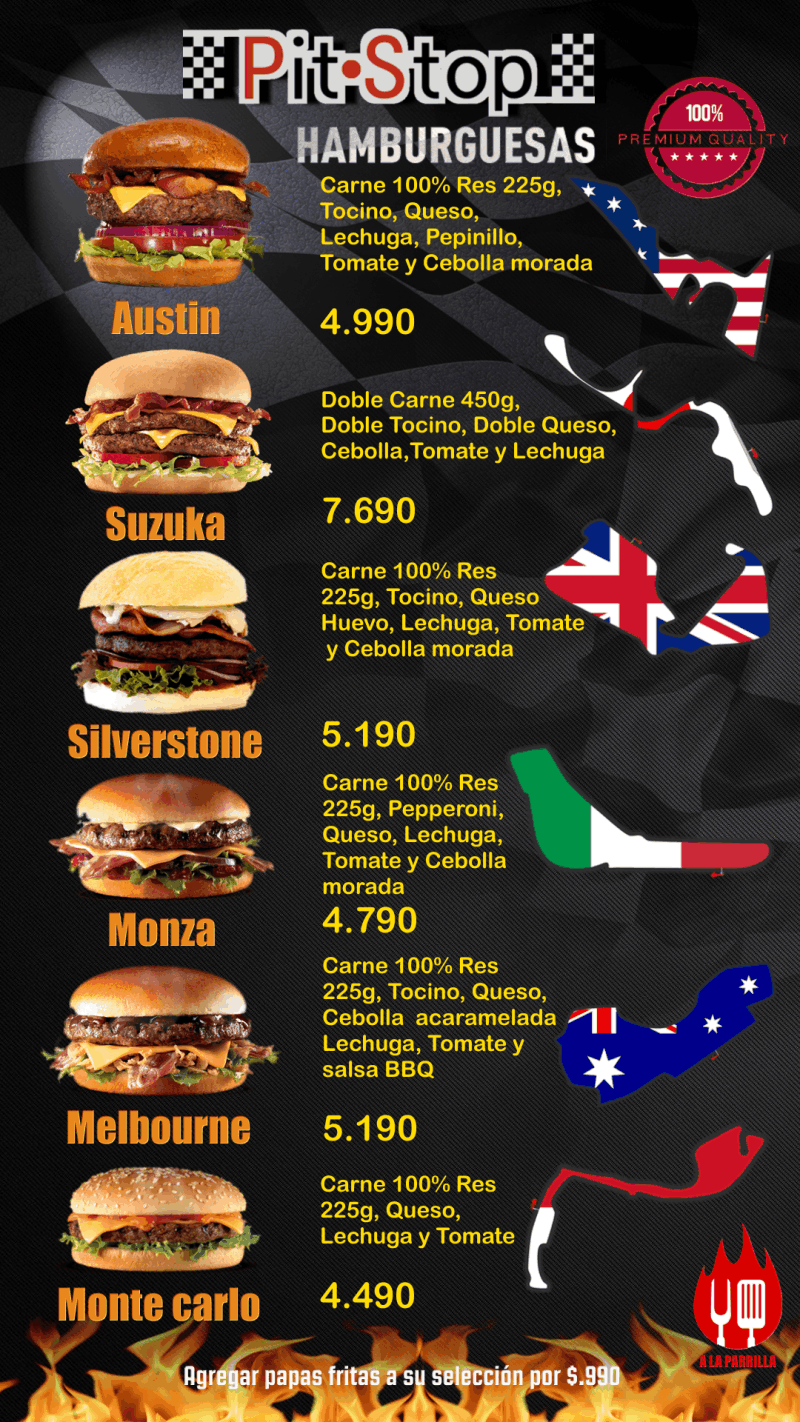 Pit•Stop
HAMBURGUESAS
100%
PREMIUM QUALITY
Carne 100% Res 225g,
Tocino, Queso,
Lechuga, Pepinillo,
Tomate y Cebolla morada
Austin
4.990
Doble Carne 450g,
Doble Tocino, Doble Queso,
Cebolla,Tomate y Lechuga
Suzuka
7.690
Carne 100% Res
225g, Tocino, Queso
Huevo, Lechuga, Tomate
y Cebolla morada
Silverstone
5.190
Carne 100% Res
225g, Pepperoni,
Queso, Lechuga,
Tomate y Cebolla
morada
Monza
4.790
Carne 100% Res
225g, Tocino, Queso,
Cebolla acaramelada
Lechuga, Tomate y
salsa BBQ
Melbourne
5.190
Carne 100% Res
225g, Queso,
Lechuga y Tomate
Monte carlo
4.490
A LA PARRILLA
Agregar papas fritas a su selección por $.990